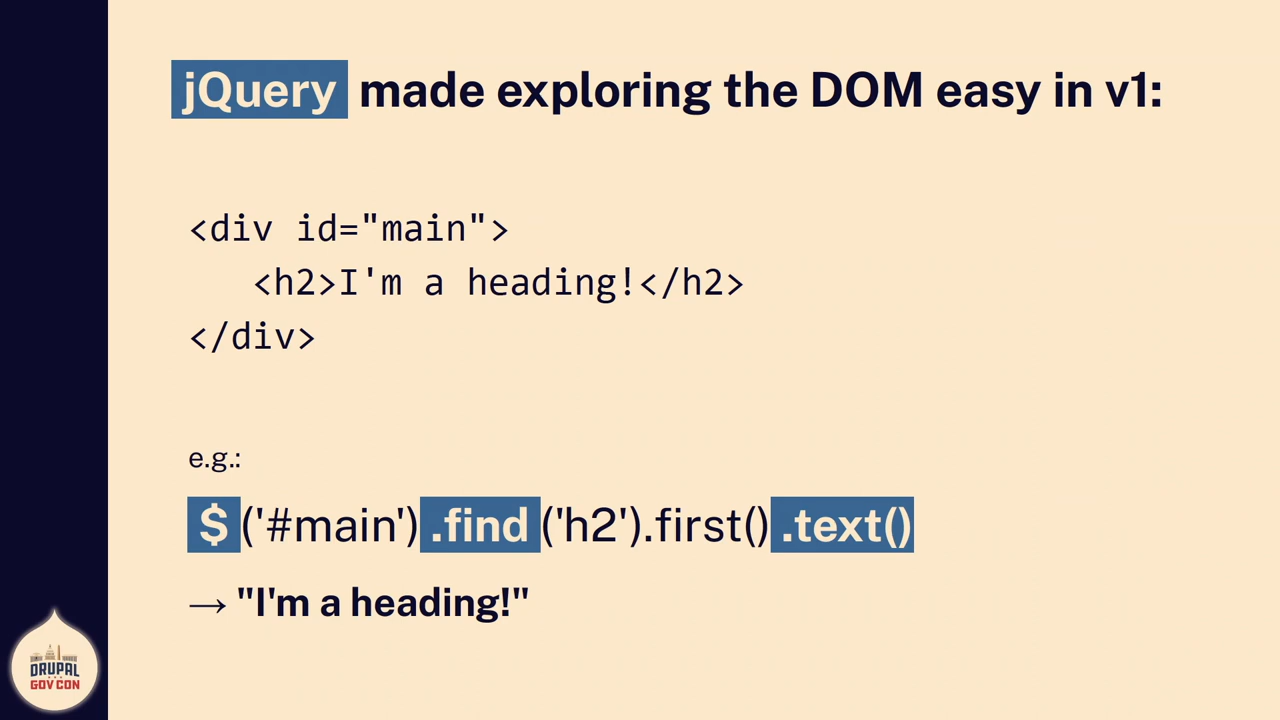 jQuery made exploring the DOM easy in v1:
<div id="main">
   <h2>I'm a heading!</h2>
</div>
e.g.:
$('#main').find('h2').first().text()
→ "I'm a heading!"
DRUPAL
GOV CON